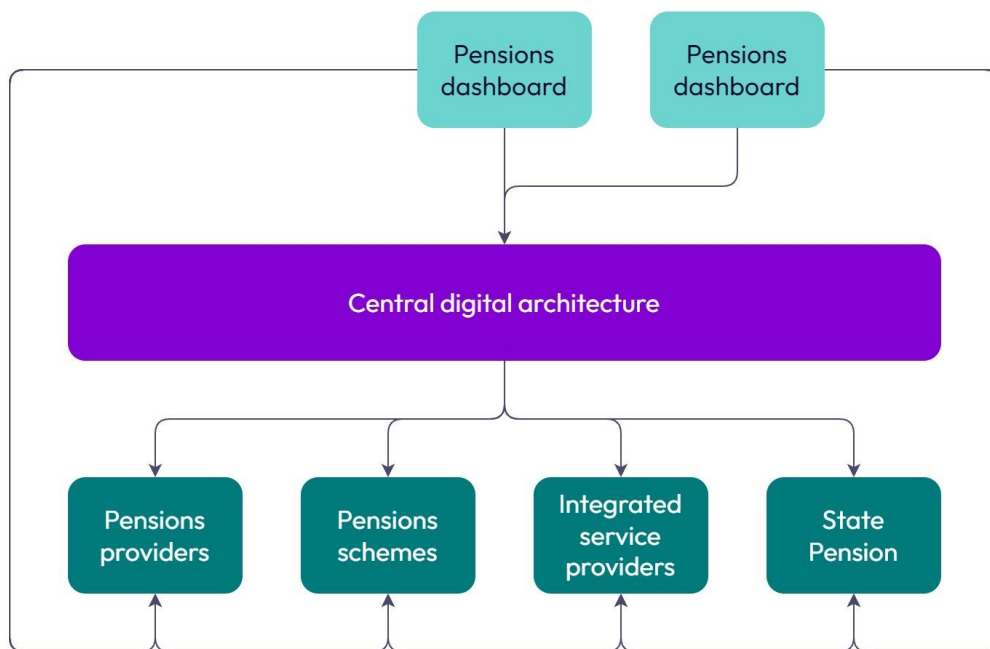 Pensions
dashboard
Pensions
dashboard
Central digital architecture
Pensions
providers
Pensions
schemes
Integrated
service
providers
State
Pension